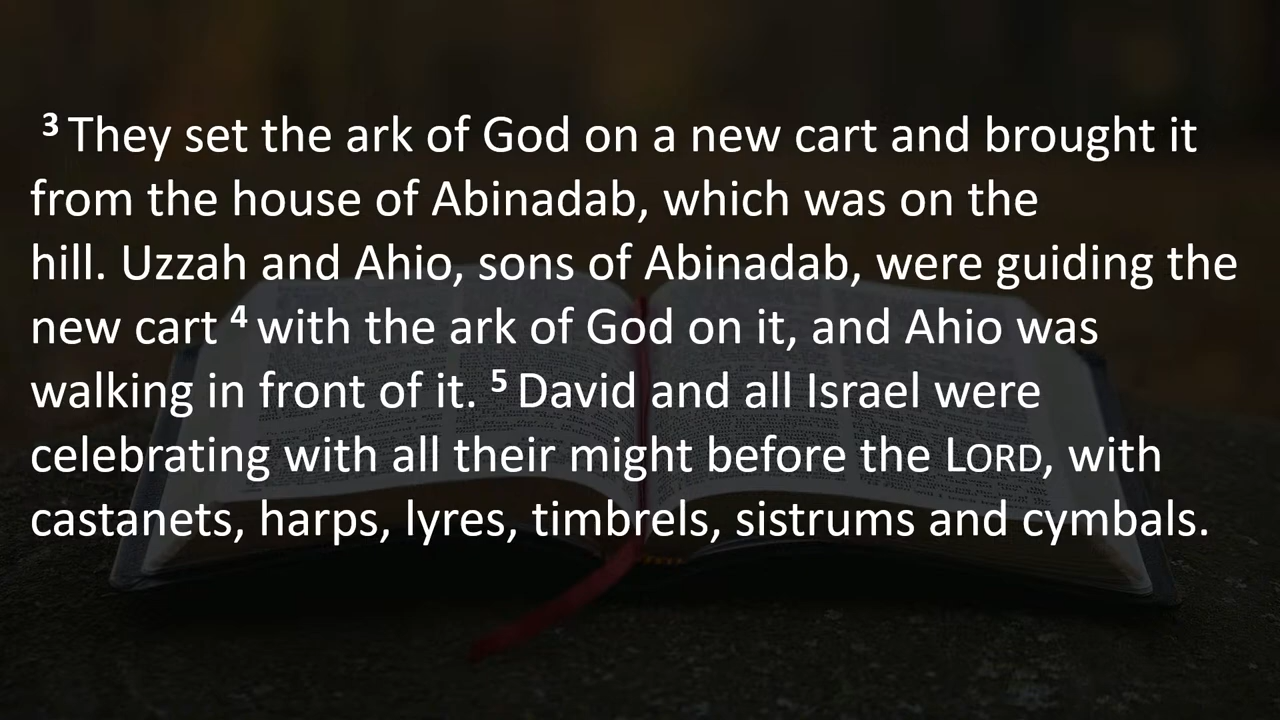 ³ They set the ark of God on a new cart and brought it
from the house of Abinadab, which was on the
hill. Uzzah and Ahio, sons of Abinadab, were guiding the
new cart ⁴ with the ark of God on it, and Ahio was
walking in front of it. ⁵ David and all Israel were
celebrating with all their might before the LORD, with
castanets, harps, lyres, timbrels, sistrums and cymbals.